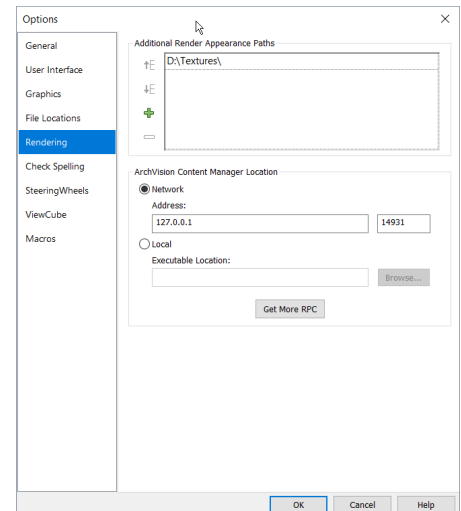 Options
General
User Interface
Graphics
File Locations
Rendering
Check Spelling
SteeringWheels
ViewCube
Macros
Additional Render Appearance Paths
↑E
D:\Textures\
↓E
ArchVision Content Manager Location
Network
Address:
127.0.0.1 14931
Local
Executable Location:
Browse...
Get More RPC
OK Cancel Help